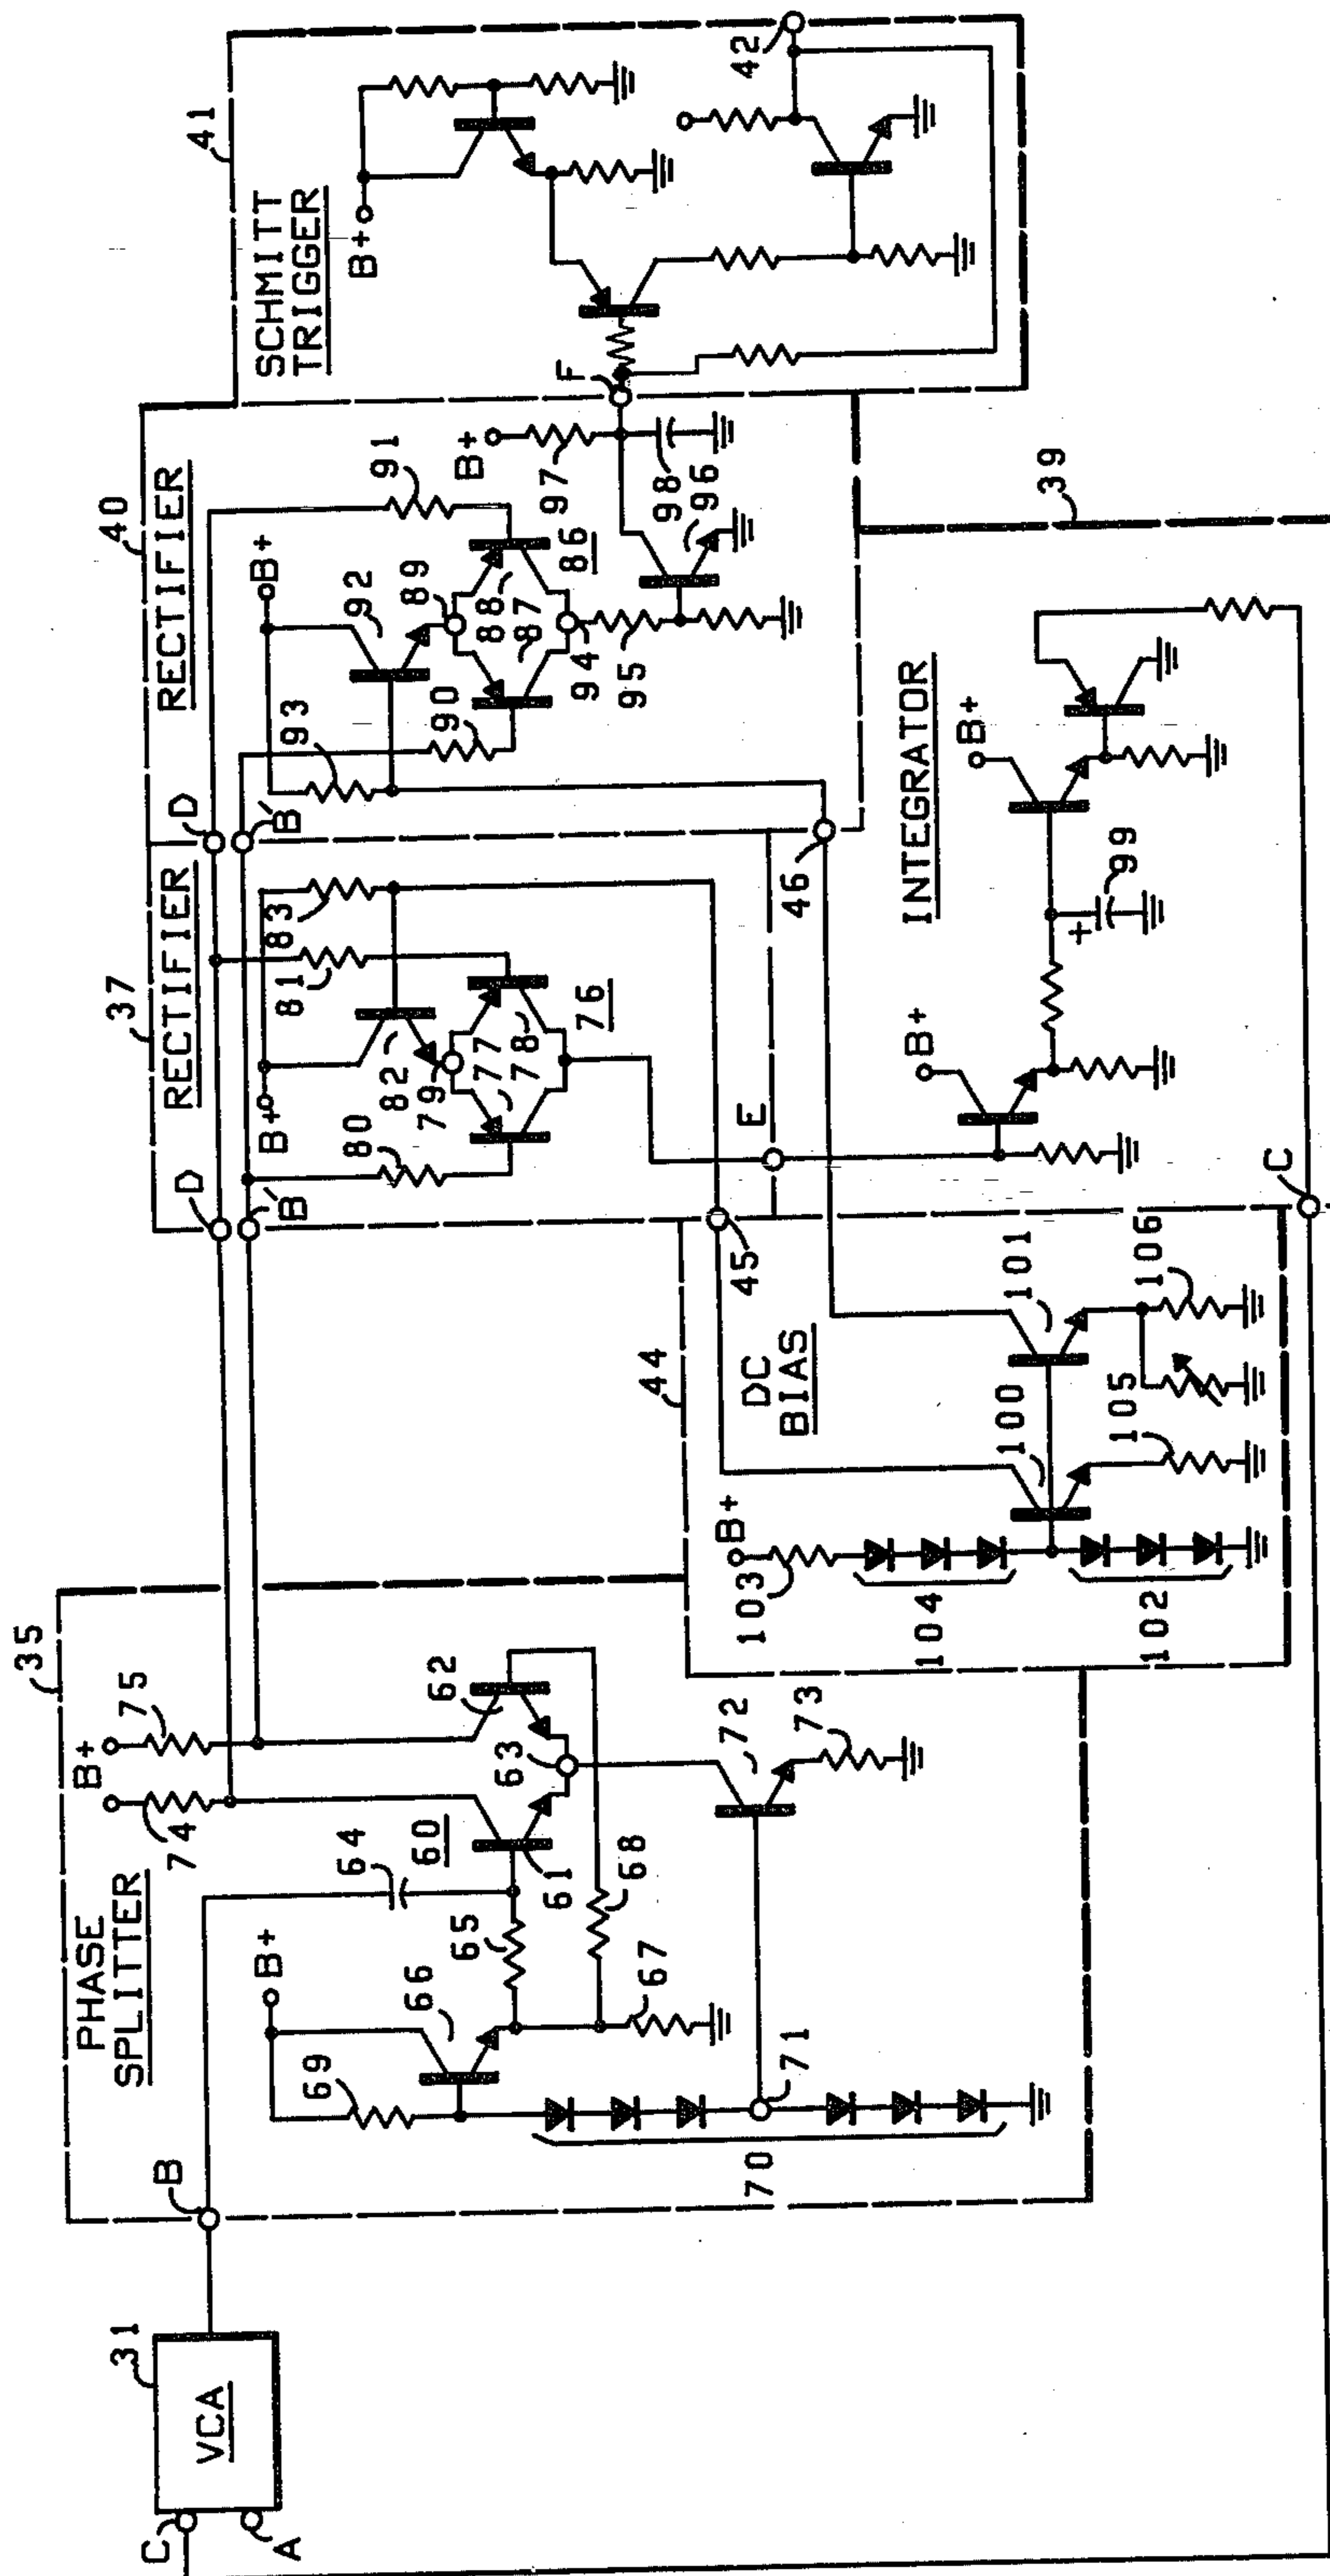 31
VCA
C
A
B
35
PHASE
SPLITTER
B+
74
75
64
60
61
62
63
65
66
B+
67
68
69
70
71
72
73
44
DC
BIAS
B+
103
104
102
100
101
105
106
45
46
37
RECTIFIER
D
B'
B+
80
81
82
83
79
77
78
76
E
40
RECTIFIER
D
B'
B+
93
92
91
90
89
88
87
86
94
95
96
B+
97
98
F
41
SCHMITT
TRIGGER
B+
42
39
INTEGRATOR
B+
B+
+
99
C